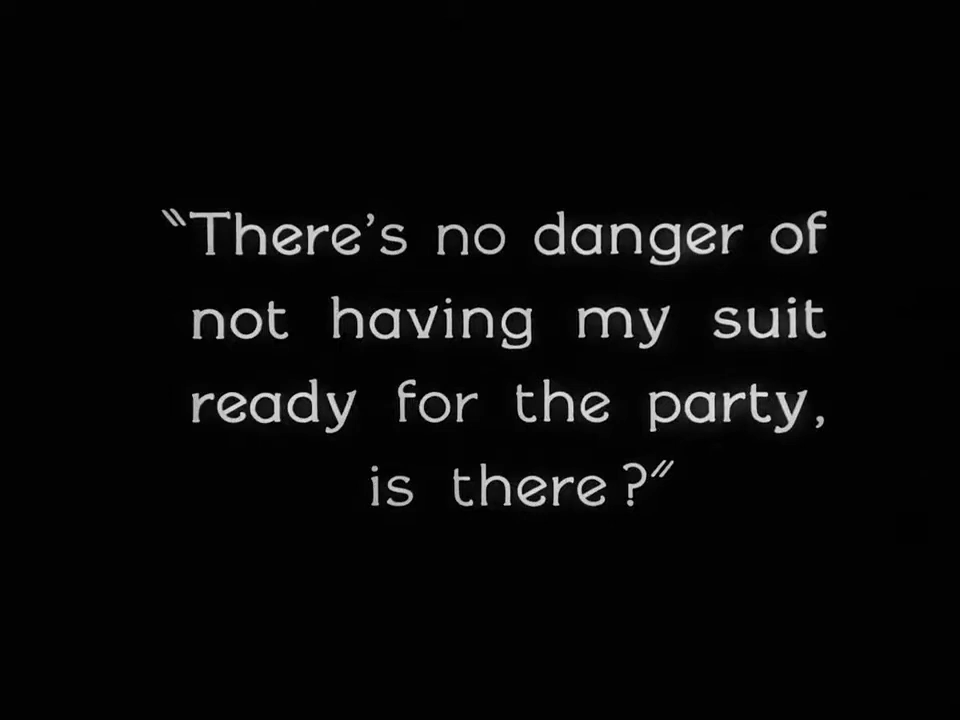 "There's no danger of
not having my suit
ready for the party,
is there?"